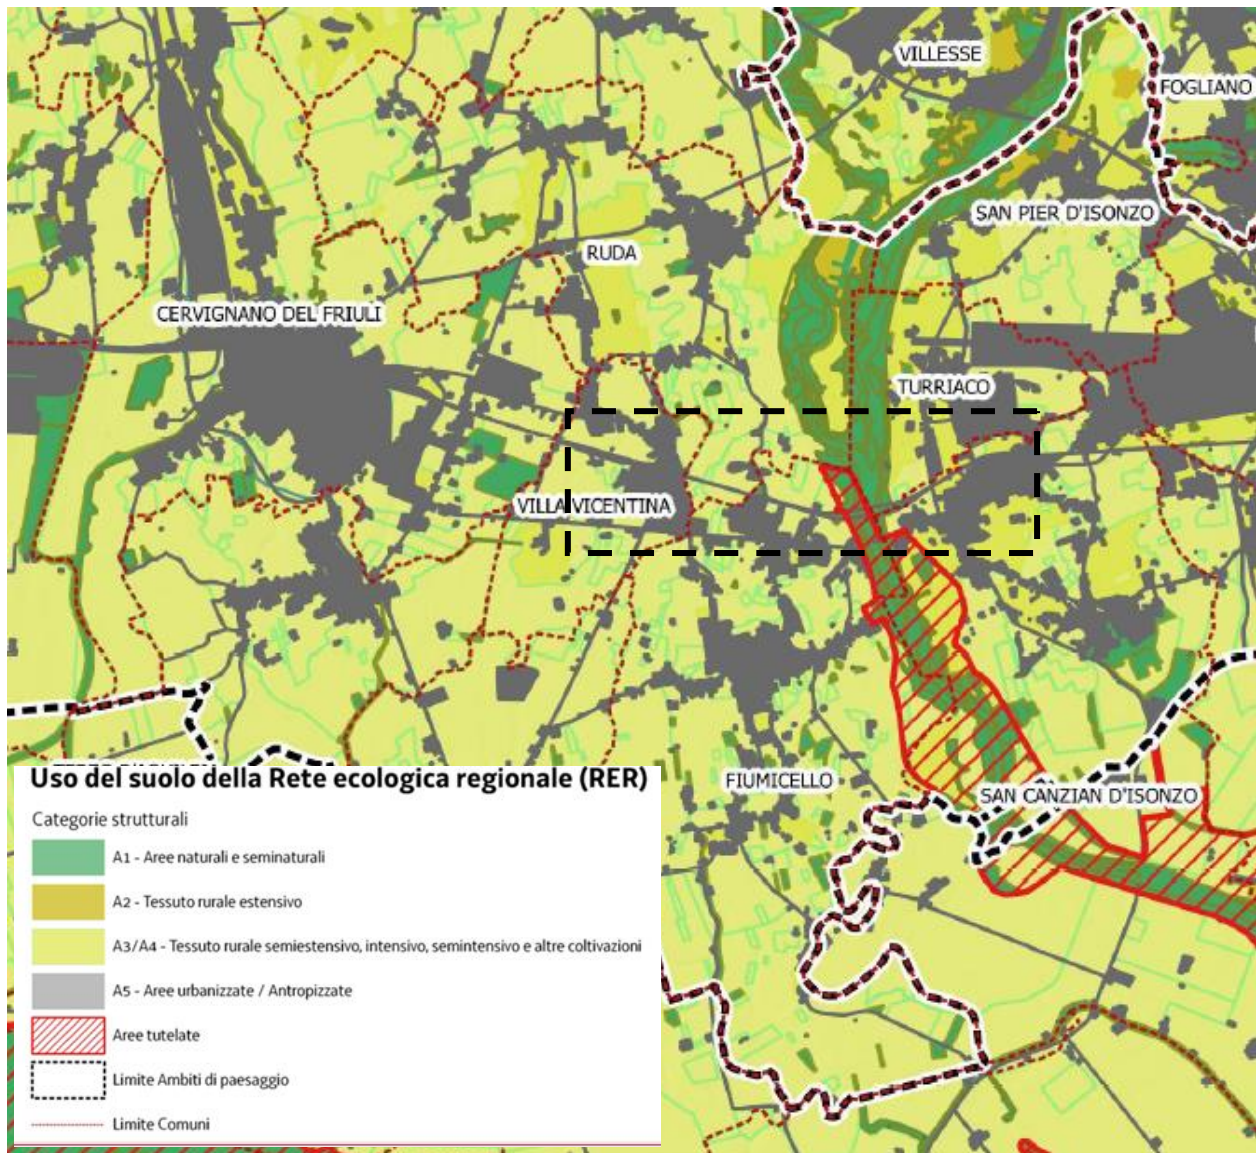 VILLESSE
FOGLIANO
SAN PIER D'ISONZO
RUDA
CERVIGNANO DEL FRIULI
TURRIACO
VILLA VICENTINA
FIUMICELLO
SAN CANZIAN D'ISONZO
Uso del suolo della Rete ecologica regionale (RER)
Categorie strutturali
A1 - Aree naturali e seminaturali
A2 - Tessuto rurale estensivo
A3/A4 - Tessuto rurale semiestensivo, intensivo, semintensivo e altre coltivazioni
A5 - Aree urbanizzate / Antropizzate
Aree tutelate
Limite Ambiti di paesaggio
Limite Comuni